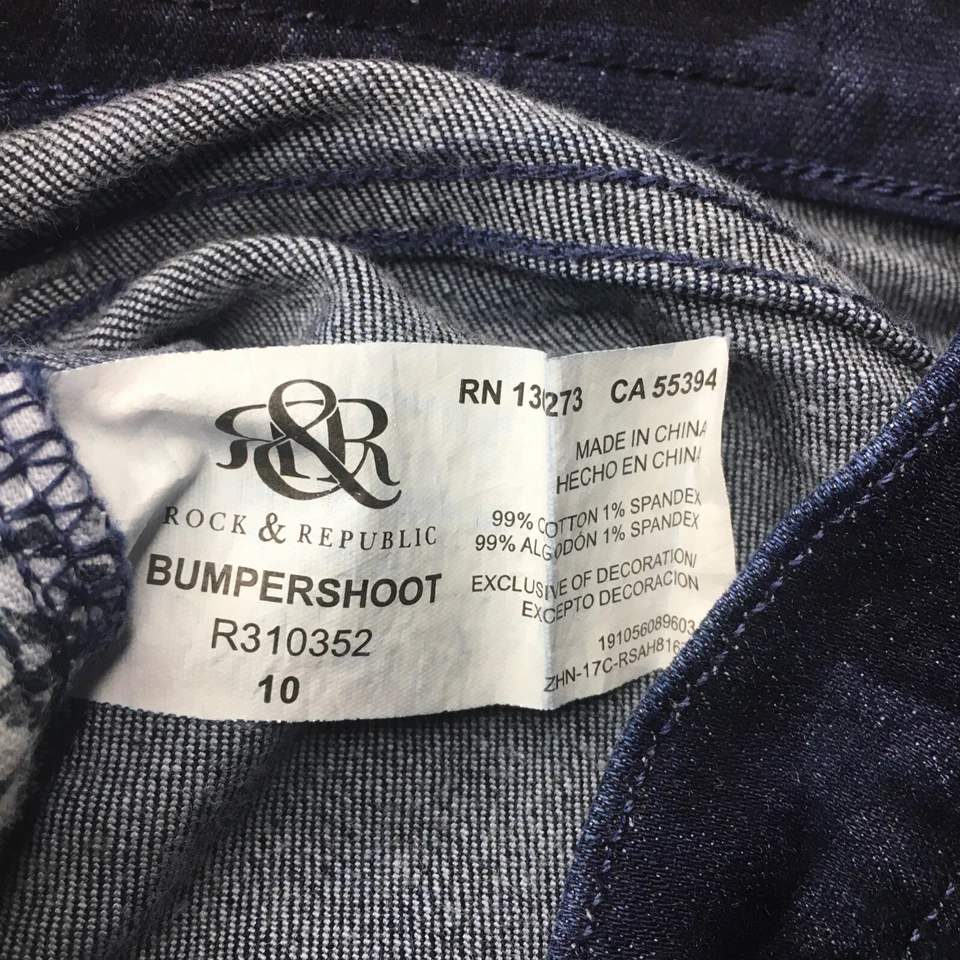 R&R
ROCK & REPUBLIC
BUMPERSHOOT
R310352
10
CA 55394
MADE IN CHINA
HECHO EN CHINA
99% COTTON 1% SPANDEX
99% ALGODÓN 1% SPANDEX
EXCLUSIVE OF DECORATION/
EXCEPTO DECORACION
191056089603